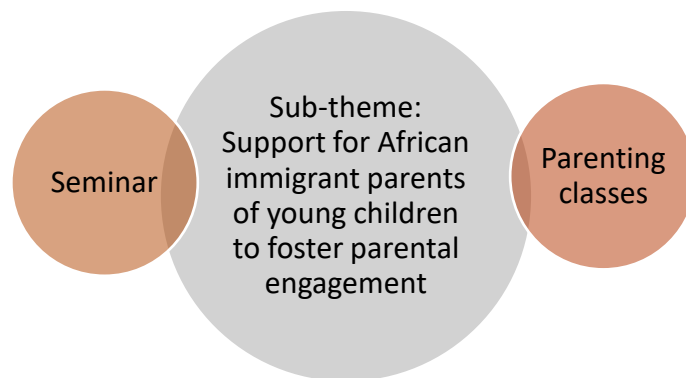 Seminar
Sub-theme:
Support for African
immigrant parents
of young children
to foster parental
engagement
Parenting
classes